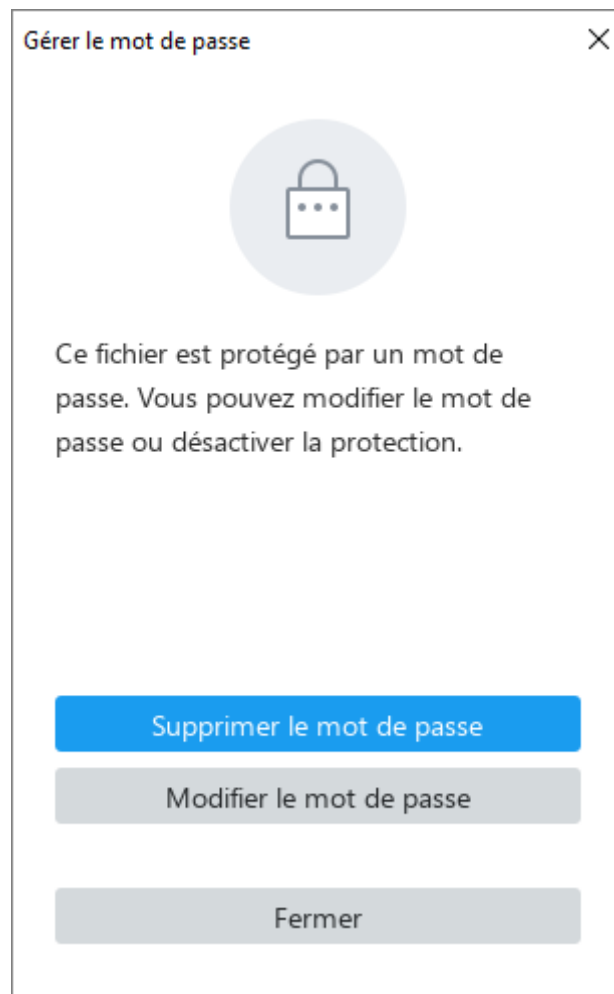 Gérer le mot de passe
Ce fichier est protégé par un mot de
passe. Vous pouvez modifier le mot de
passe ou désactiver la protection.
Supprimer le mot de passe
Modifier le mot de passe
Fermer